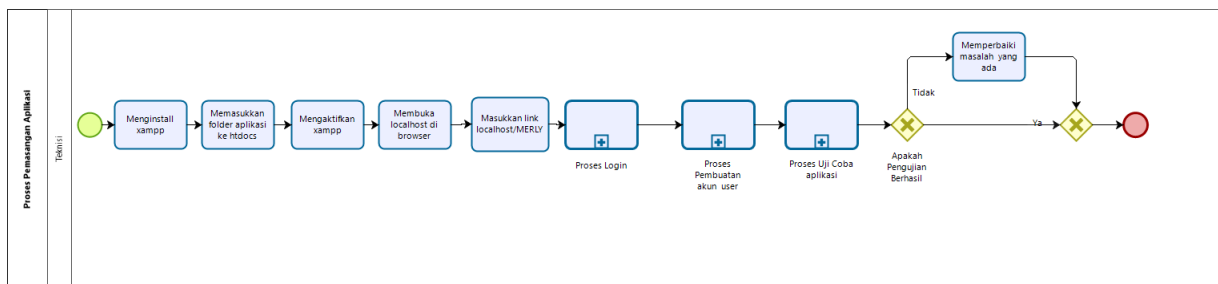 Proses Pemasangan Aplikasi
Teknisi
Menginstall
xampp
Memasukkan
folder aplikasi
ke htdocs
Mengaktifkan
xampp
Membuka
localhost di
browser
Masukkan link
localhost/MERLY
Proses Login
Proses
Pembuatan
akun user
Proses Uji Coba
aplikasi
Apakah
Pengujian
Berhasil
Tidak
Memperbaiki
masalah yang
ada
Ya